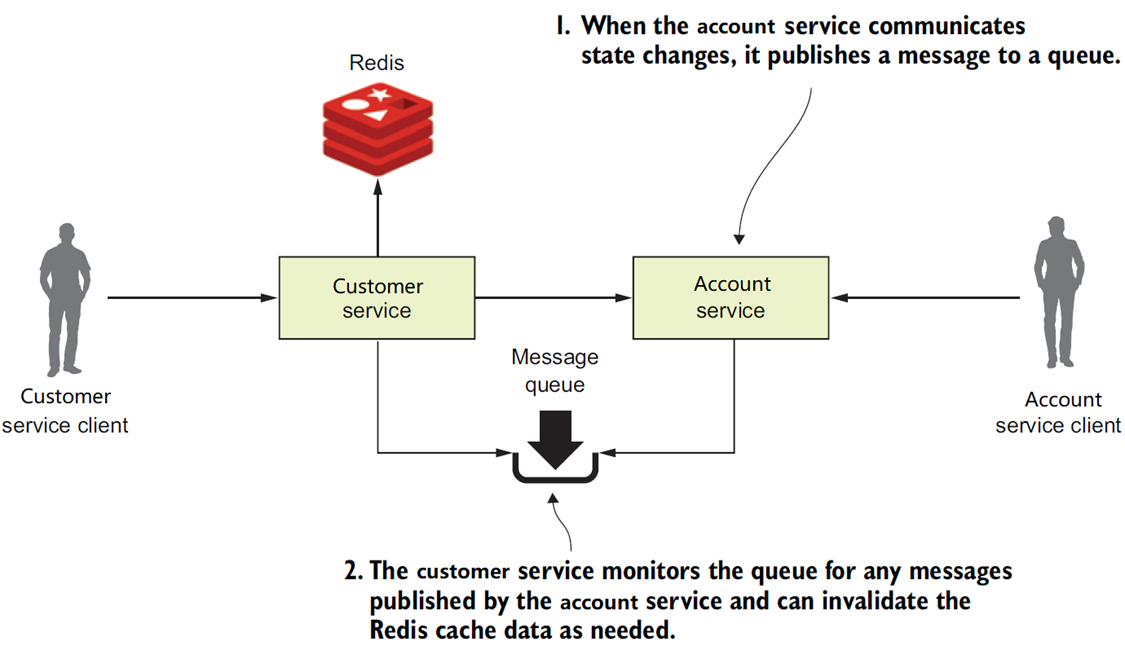 1. When the account service communicates
state changes, it publishes a message to a queue.
Redis
Customer
service
Account
service
Message
queue
Customer
service client
Account
service client
2. The customer service monitors the queue for any messages
published by the account service and can invalidate the
Redis cache data as needed.